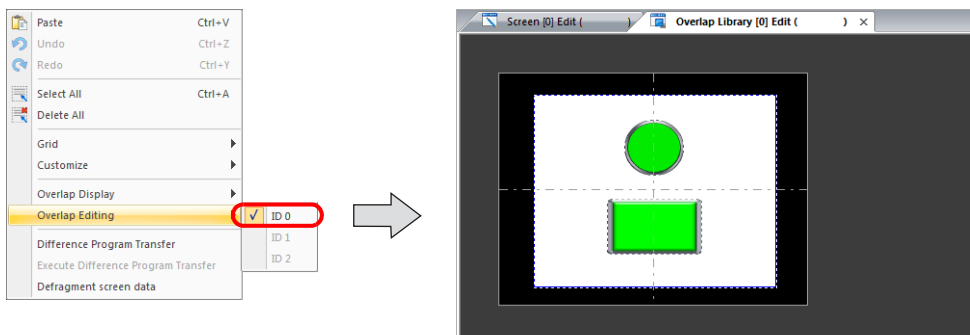 Paste Ctrl+V
Undo Ctrl+Z
Redo Ctrl+Y
Select All Ctrl+A
Delete All
Grid
Customize
Overlap Display
Overlap Editing
ID 0
Difference Program Transfer
ID 1
Execute Difference Program Transfer
ID 2
Defragment screen data
Screen [0] Edit ( )
Overlap Library [0] Edit ( ) ×